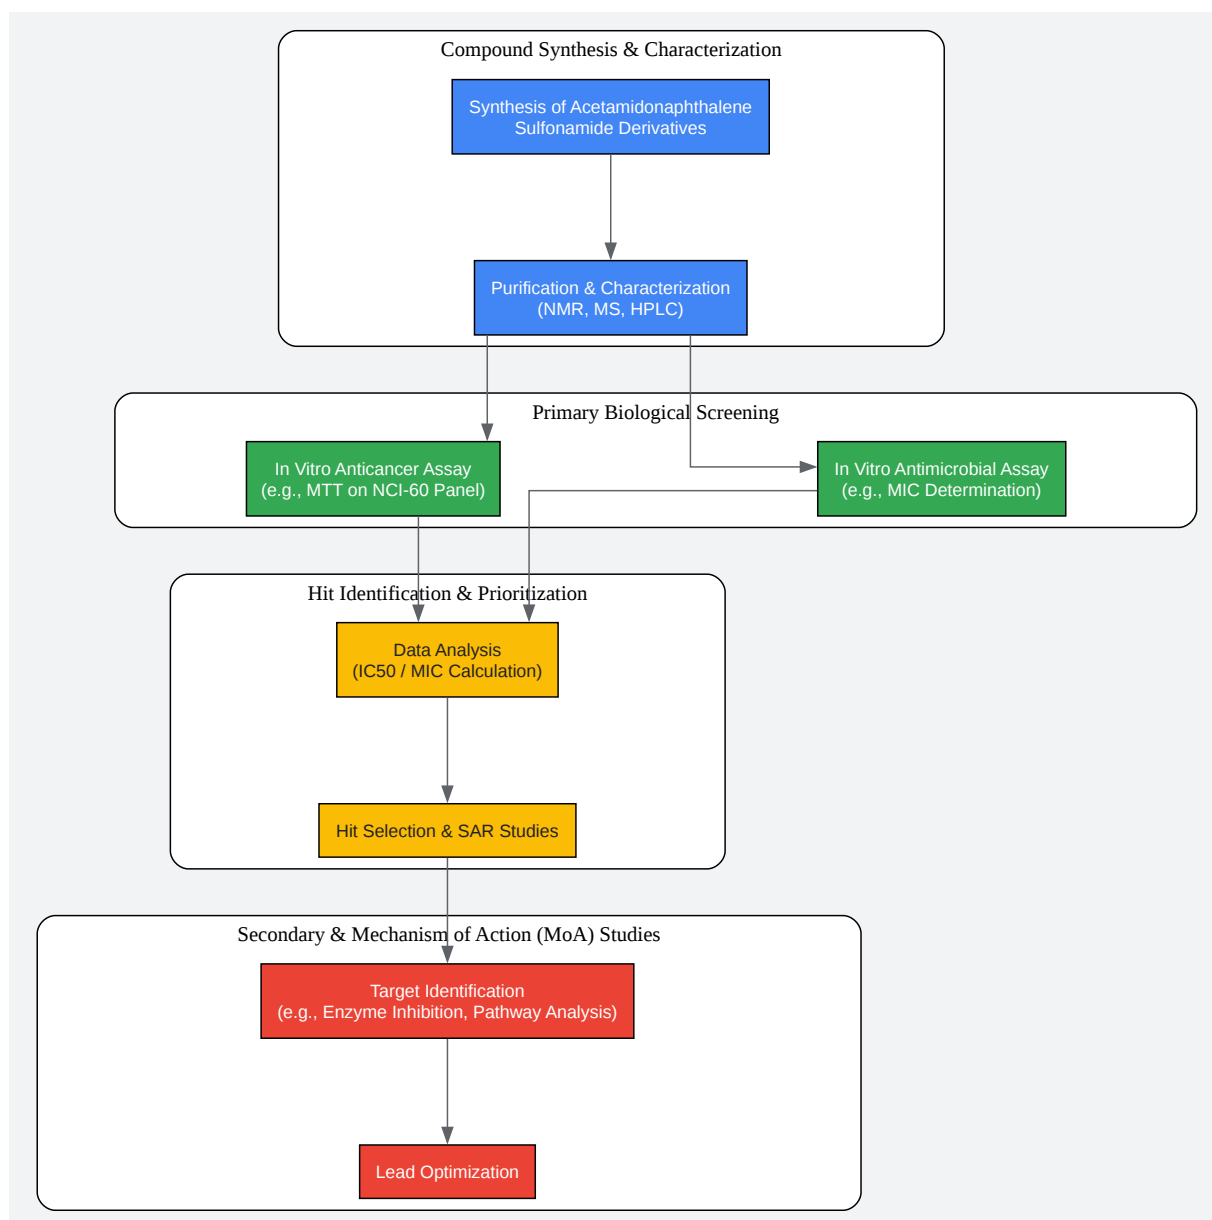 Compound Synthesis & Characterization
Synthesis of Acetamidonaphthalene
Sulfonamide Derivatives
Purification & Characterization
(NMR, MS, HPLC)
Primary Biological Screening
In Vitro Anticancer Assay
(e.g., MTT on NCI-60 Panel)
In Vitro Antimicrobial Assay
(e.g., MIC Determination)
Hit Identification & Prioritization
Data Analysis
(IC50 / MIC Calculation)
Hit Selection & SAR Studies
Secondary & Mechanism of Action (MoA) Studies
Target Identification
(e.g., Enzyme Inhibition, Pathway Analysis)
Lead Optimization